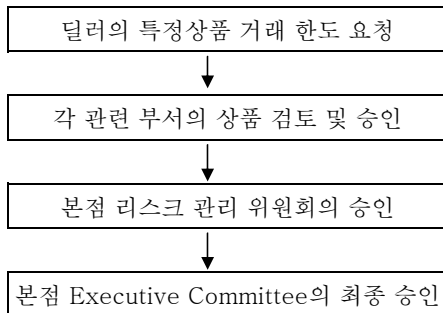 딜러의 특정상품 거래 한도 요청
각 관련 부서의 상품 검토 및 승인
본점 리스크 관리 위원회의 승인
본점 Executive Committee의 최종 승인